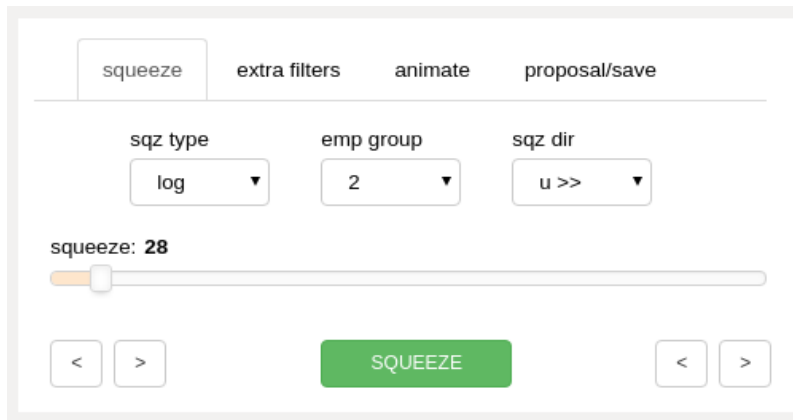 squeeze extra filters animate proposal/save
sqz type emp group sqz dir
log ▼ 2 ▼ u >> ▼
squeeze: 28
< > SQUEEZE < >